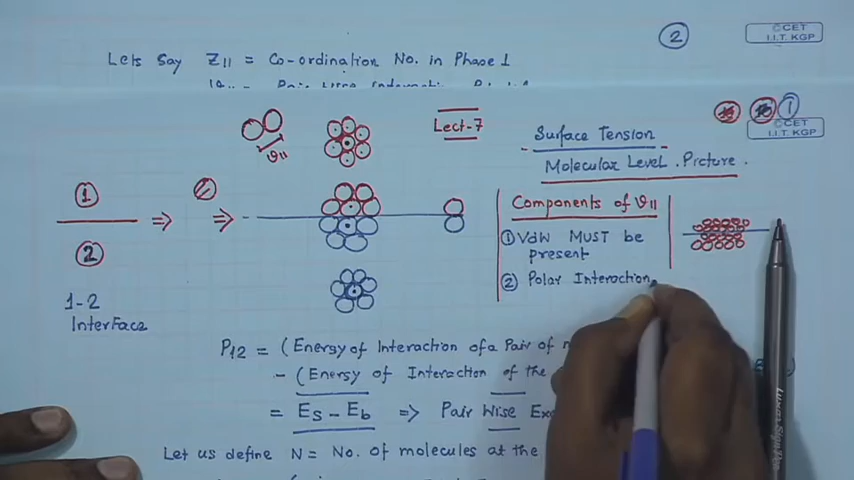 2
©CET
I.I.T. KGP
Lets Say Z11 = Co-ordination No. in Phase 1
1
©CET
I.I.T. KGP
Lect-7
Surface Tension
Molecular Level Picture.
ϑ11
1
2
1-2
Interface
Components of ϑ11
1 VdW MUST be
present
2 Polar Interaction
P12 = (Energy of Interaction of a Pair of
- (Energy of Interaction of the
= Es - Eb => Pair Wise
Let us define N = No. of molecules at the